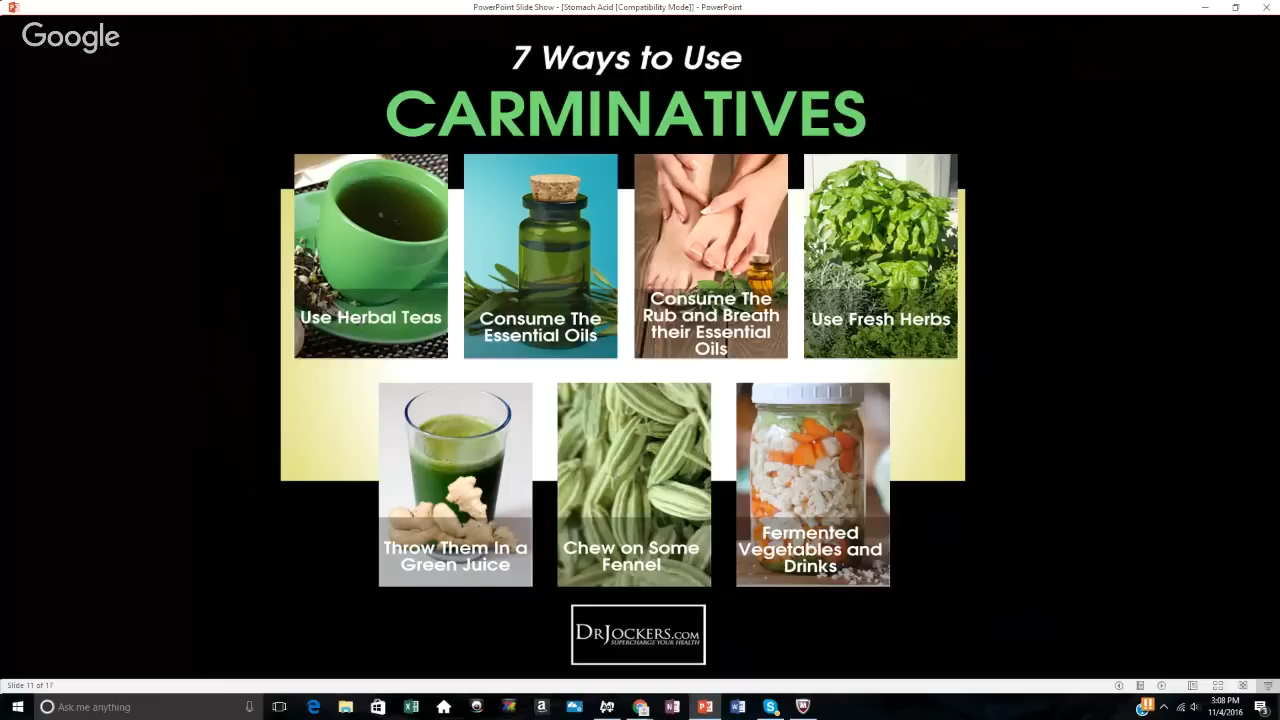 PowerPoint Slide Show - [Stomach Acid [Compatibility Mode]] - PowerPoint
Google
7 Ways to Use
CARMINATIVES
Use Herbal Teas
Consume The
Essential Oils
Consume The
Rub and Breath
their Essential
Oils
Use Fresh Herbs
Throw Them In a
Green Juice
Chew on Some
Fennel
Fermented
Vegetables and
Drinks
DRJOCKERS.COM
SUPERCHARGE YOUR HEALTH
Slide 11 of 17
Ask me anything
3:08 PM
11/4/2016